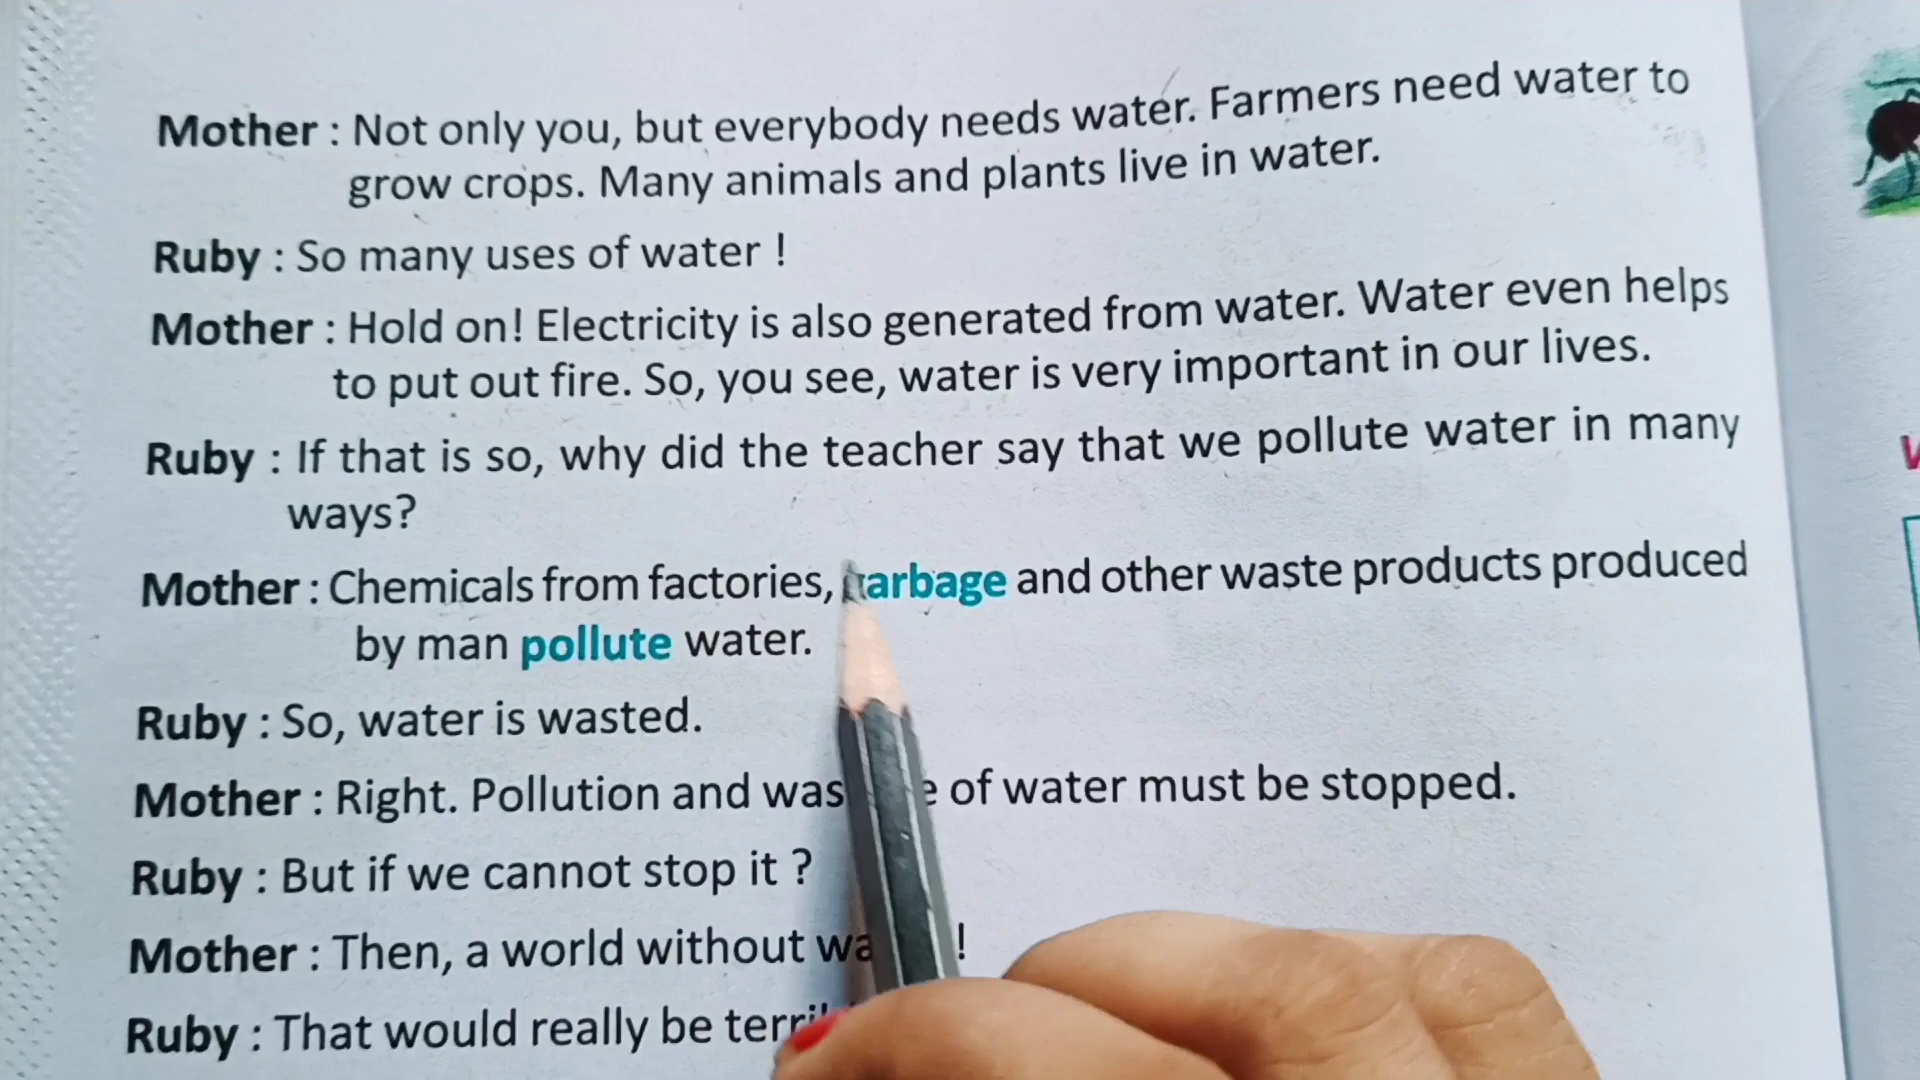 Mother : Not only you, but everybody needs water. Farmers need water to
grow crops. Many animals and plants live in water.
Ruby : So many uses of water !
Mother : Hold on! Electricity is also generated from water. Water even helps
to put out fire. So, you see, water is very important in our lives.
Ruby : If that is so, why did the teacher say that we pollute water in many
ways?
Mother : Chemicals from factories, garbage and other waste products produced
by man pollute water.
Ruby : So, water is wasted.
Mother : Right. Pollution and of water must be stopped.
Ruby : But if we cannot stop it ?
Mother : Then, a world without !
Ruby : That would really be